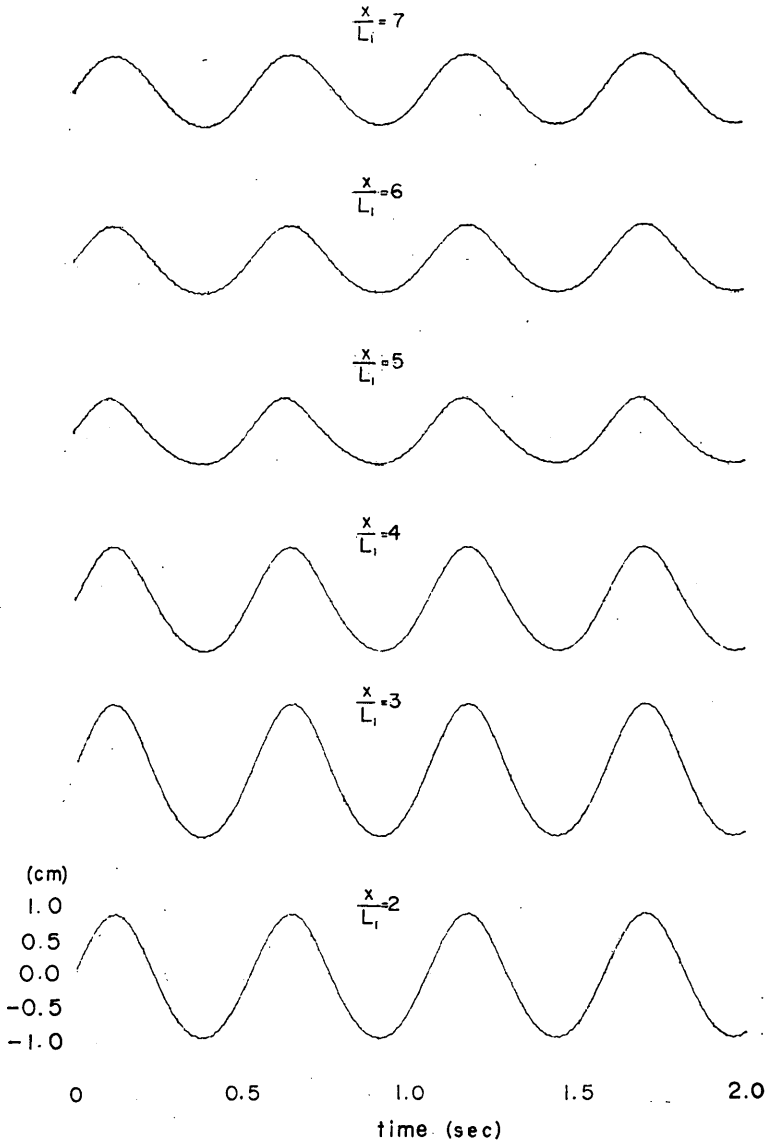 x/Li = 7
x/L1 = 6
x/L1 = 5
x/L1 = 4
x/L1 = 3
(cm)
x/L1 = 2
1.0
0.5
0.0
-0.5
-1.0
0 0.5 1.0 1.5 2.0
time (sec)